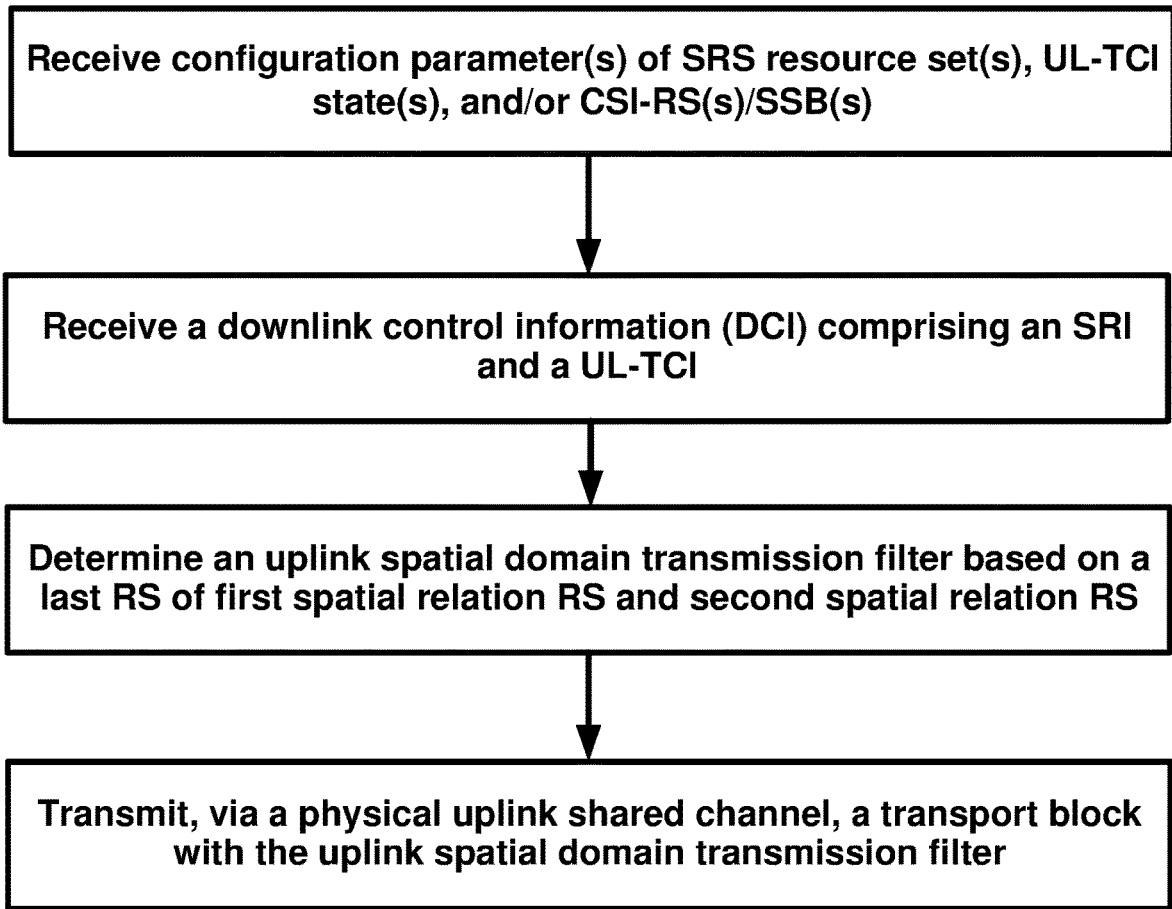 Receive configuration parameter(s) of SRS resource set(s), UL-TCI
state(s), and/or CSI-RS(s)/SSB(s)
Receive a downlink control information (DCI) comprising an SRI
and a UL-TCI
Determine an uplink spatial domain transmission filter based on a
last RS of first spatial relation RS and second spatial relation RS
Transmit, via a physical uplink shared channel, a transport block
with the uplink spatial domain transmission filter